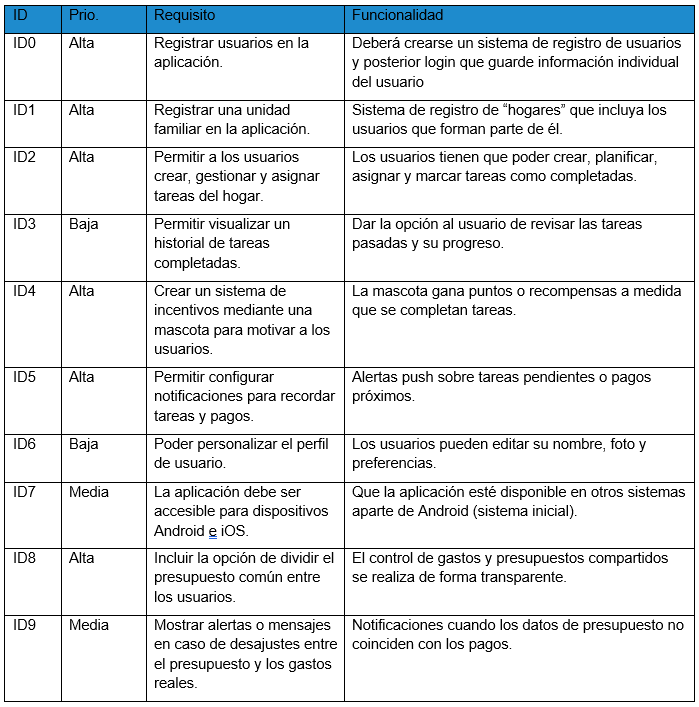 ID Prio. Requisito Funcionalidad
ID0 Alta Registrar usuarios en la Deberá crearse un sistema de registro de usuarios
aplicación. y posterior login que guarde información individual
del usuario
ID1 Alta Registrar una unidad Sistema de registro de “hogares” que incluya los
familiar en la aplicación. usuarios que forman parte de él.
ID2 Alta Permitir a los usuarios Los usuarios tienen que poder crear, planificar,
crear, gestionar y asignar asignar y marcar tareas como completadas.
tareas del hogar.
ID3 Baja Permitir visualizar un Dar la opción al usuario de revisar las tareas
historial de tareas pasadas y su progreso.
completadas.
ID4 Alta Crear un sistema de La mascota gana puntos o recompensas a medida
incentivos mediante una que se completan tareas.
mascota para motivar a los
usuarios.
ID5 Alta Permitir configurar Alertas push sobre tareas pendientes o pagos
notificaciones para recordar próximos.
tareas y pagos.
ID6 Baja Poder personalizar el perfil Los usuarios pueden editar su nombre, foto y
de usuario. preferencias.
ID7 Media La aplicación debe ser Que la aplicación esté disponible en otros sistemas
accesible para dispositivos aparte de Android (sistema inicial).
Android e iOS.
ID8 Alta Incluir la opción de dividir el El control de gastos y presupuestos compartidos
presupuesto común entre se realiza de forma transparente.
los usuarios.
ID9 Media Mostrar alertas o mensajes Notificaciones cuando los datos de presupuesto no
en caso de desajustes entre coinciden con los pagos.
el presupuesto y los gastos
reales.